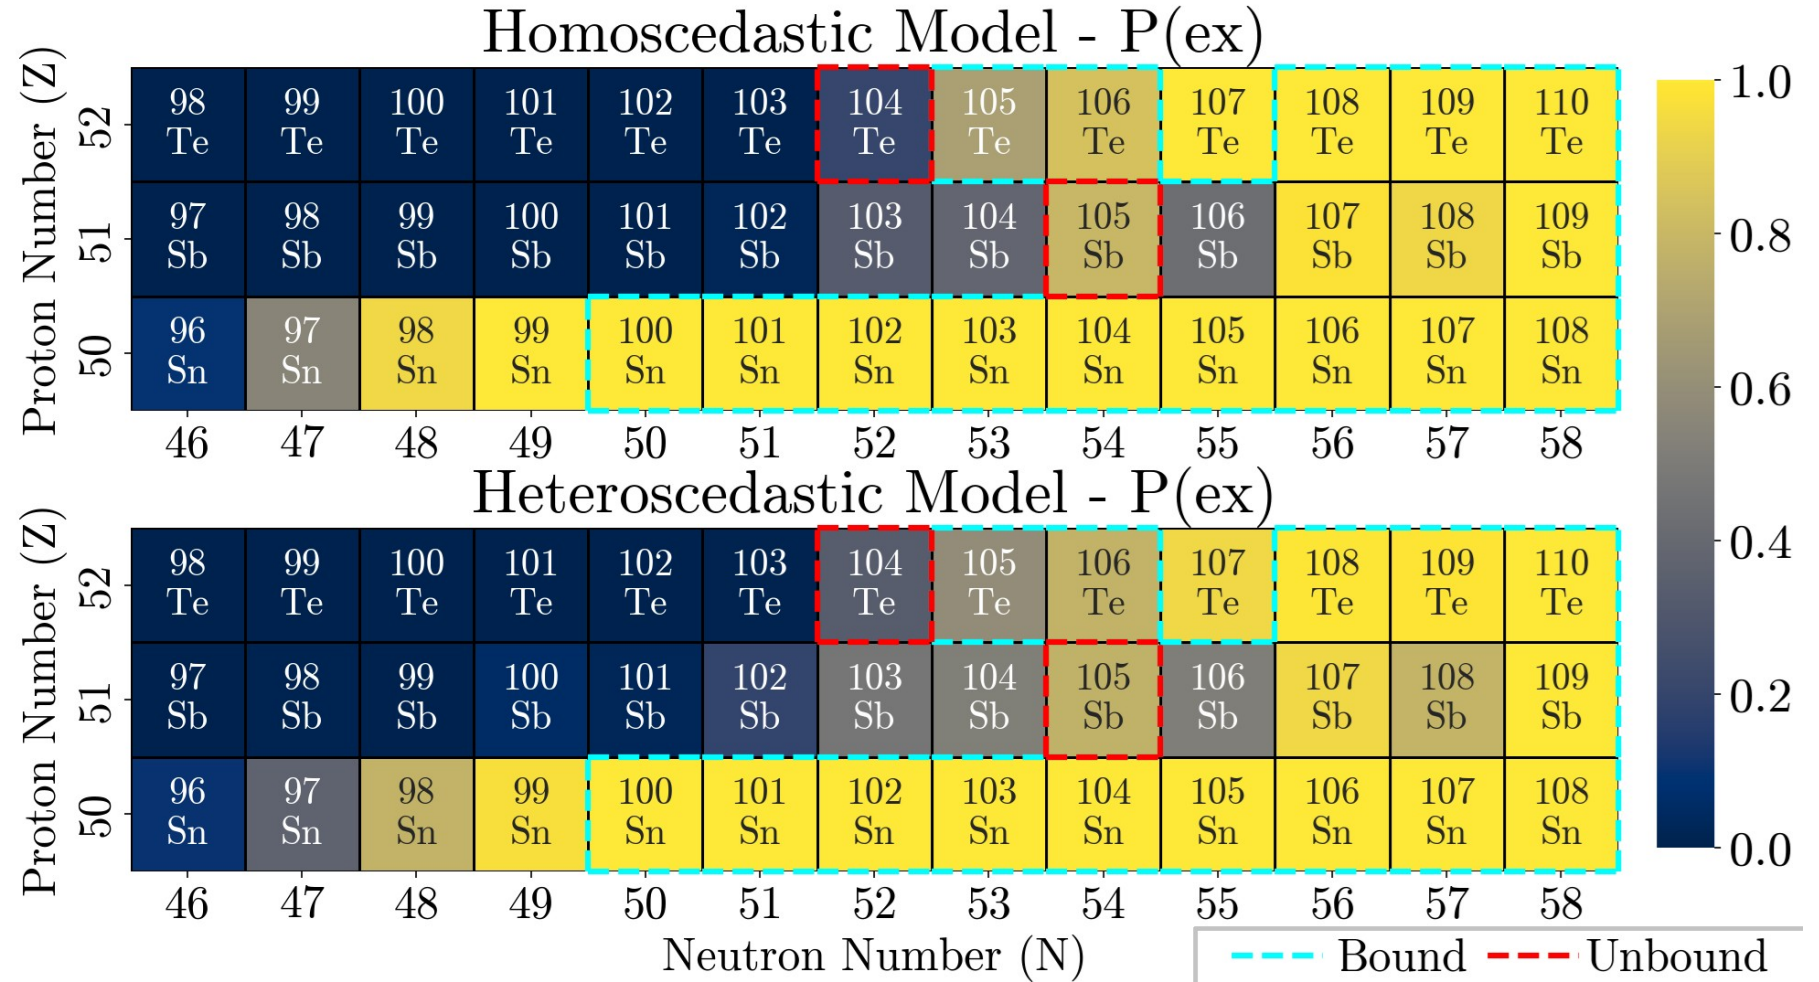 Homoscedastic Model - P(ex)
Proton Number (Z)
52
98 99 100 101 102 103 104 105 106 107 108 109 110
Te Te Te Te Te Te Te Te Te Te Te Te Te
51
97 98 99 100 101 102 103 104 105 106 107 108 109
Sb Sb Sb Sb Sb Sb Sb Sb Sb Sb Sb Sb Sb
50
96 97 98 99 100 101 102 103 104 105 106 107 108
Sn Sn Sn Sn Sn Sn Sn Sn Sn Sn Sn Sn Sn
46 47 48 49 50 51 52 53 54 55 56 57 58
Heteroscedastic Model - P(ex)
Proton Number (Z)
52
98 99 100 101 102 103 104 105 106 107 108 109 110
Te Te Te Te Te Te Te Te Te Te Te Te Te
51
97 98 99 100 101 102 103 104 105 106 107 108 109
Sb Sb Sb Sb Sb Sb Sb Sb Sb Sb Sb Sb Sb
50
96 97 98 99 100 101 102 103 104 105 106 107 108
Sn Sn Sn Sn Sn Sn Sn Sn Sn Sn Sn Sn Sn
46 47 48 49 50 51 52 53 54 55 56 57 58
Neutron Number (N)
1.0
0.8
0.6
0.4
0.2
0.0
Bound Unbound